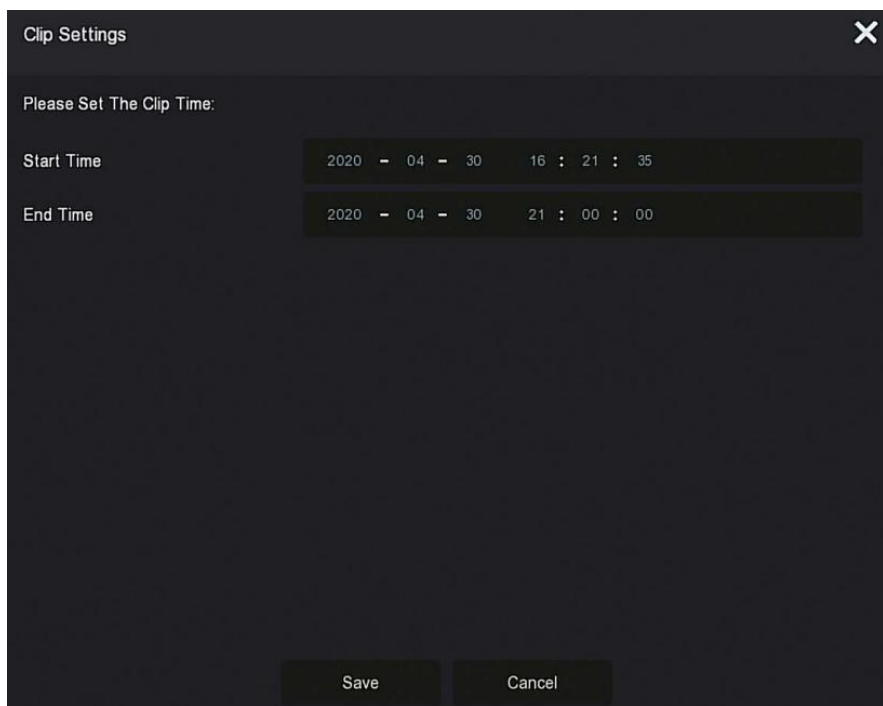 Clip Settings
Please Set The Clip Time:
Start Time 2020 - 04 - 30 16 : 21 : 35
End Time 2020 - 04 - 30 21 : 00 : 00
Save Cancel